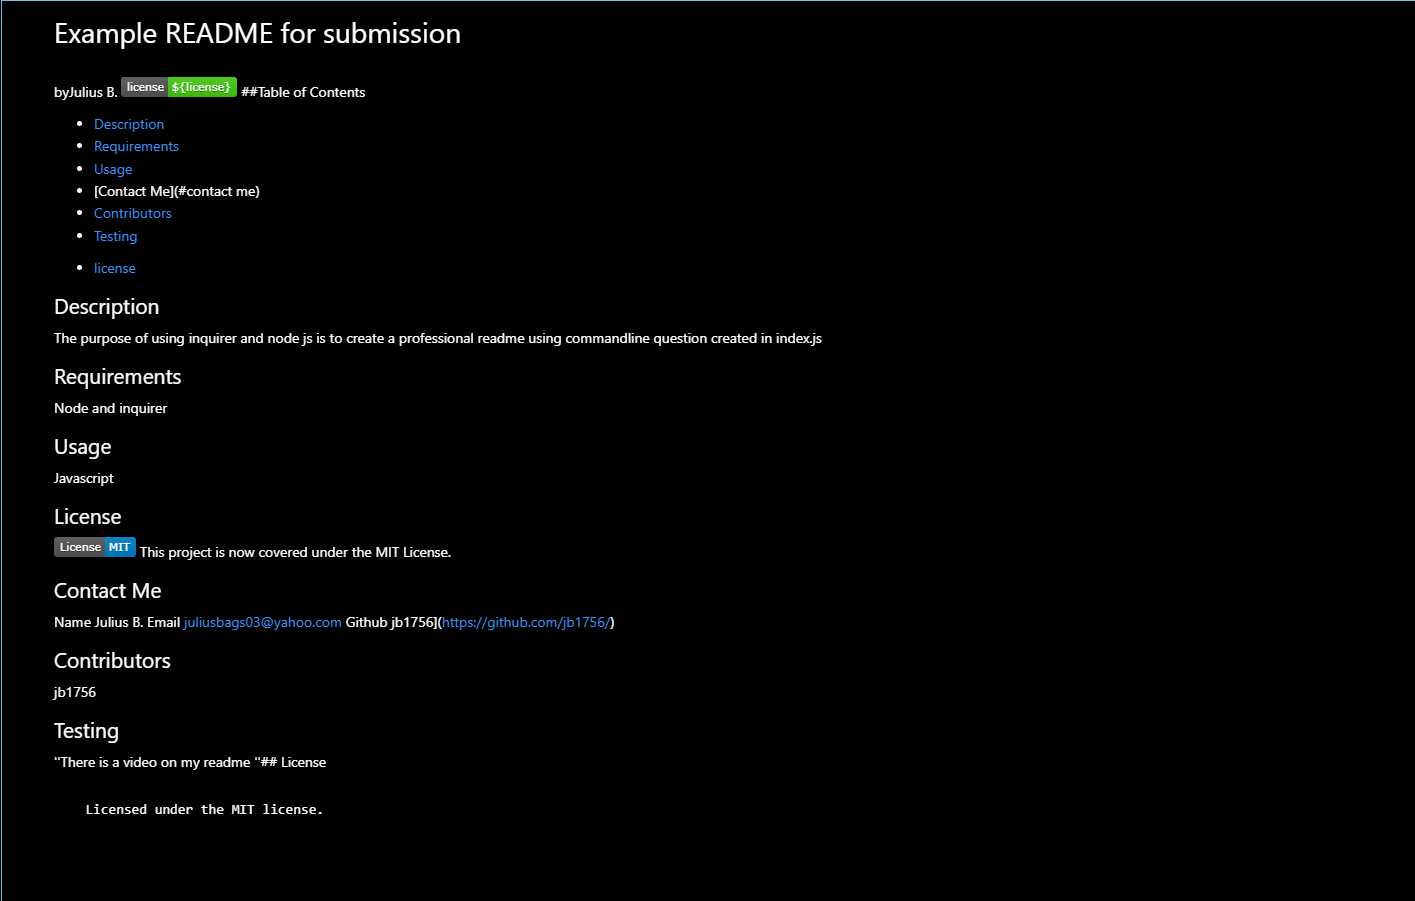 Example README for submission
byJulius B. license ${license} ##Table of Contents
Description
Requirements
Usage
[Contact Me](#contact me)
Contributors
Testing
license
Description
The purpose of using inquirer and node js is to create a professional readme using commandline question created in index.js
Requirements
Node and inquirer
Usage
Javascript
License
License MIT This project is now covered under the MIT License.
Contact Me
Name Julius B. Email juliusbags03@yahoo.com Github jb1756](https://github.com/jb1756/)
Contributors
jb1756
Testing
"There is a video on my readme "## License
Licensed under the MIT license.